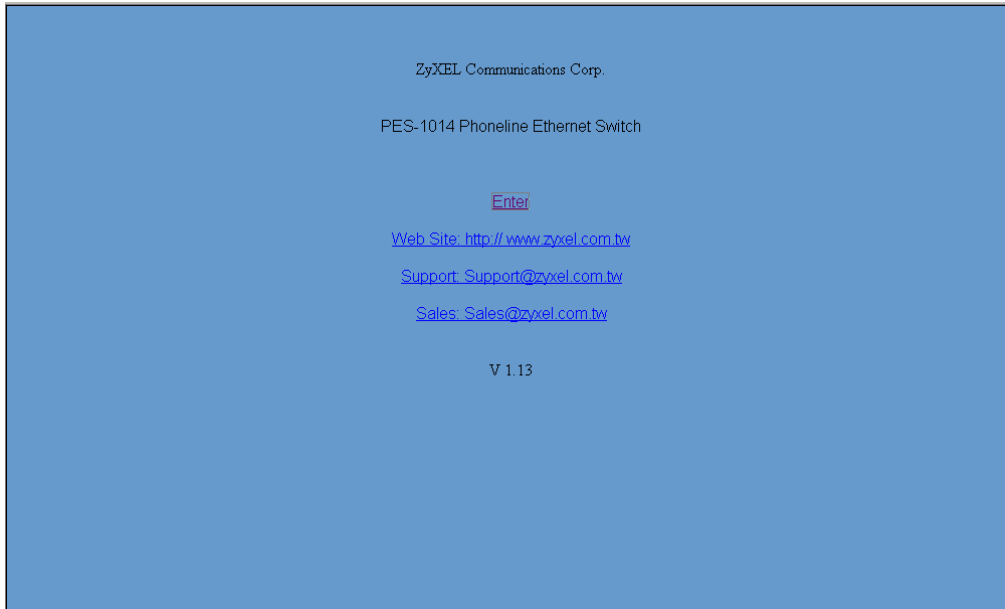 ZyXEL Communications Corp.
PES-1014 Phoneline Ethernet Switch
Enter
Web Site: http:// www.zyxel.com.tw
Support: Support@zyxel.com.tw
Sales: Sales@zyxel.com.tw
V 1.13